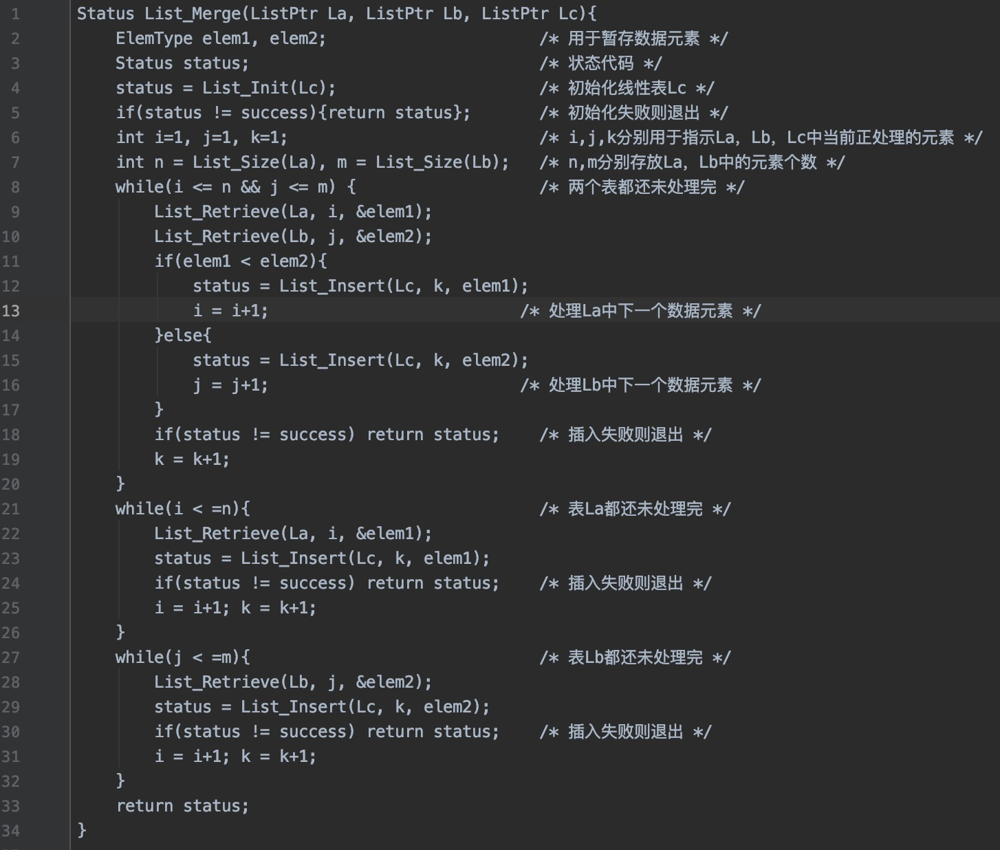 1 Status List_Merge(ListPtr La, ListPtr Lb, ListPtr Lc){
2 ElemType elem1, elem2; /* 用于暂存数据元素 */
3 Status status; /* 状态代码 */
4 status = List_Init(Lc); /* 初始化线性表Lc */
5 if(status != success){return status}; /* 初始化失败则退出 */
6 int i=1, j=1, k=1; /* i,j,k分别用于指示La，Lb，Lc中当前正处理的元素 */
7 int n = List_Size(La), m = List_Size(Lb); /* n,m分别存放La，Lb中的元素个数 */
8 while(i <= n && j <= m) { /* 两个表都还未处理完 */
9 List_Retrieve(La, i, &elem1);
10 List_Retrieve(Lb, j, &elem2);
11 if(elem1 < elem2){
12 status = List_Insert(Lc, k, elem1);
13 i = i+1; /* 处理La中下一个数据元素 */
14 }else{
15 status = List_Insert(Lc, k, elem2);
16 j = j+1; /* 处理Lb中下一个数据元素 */
17 }
18 if(status != success) return status; /* 插入失败则退出 */
19 k = k+1;
20 }
21 while(i < =n){ /* 表La都还未处理完 */
22 List_Retrieve(La, i, &elem1);
23 status = List_Insert(Lc, k, elem1);
24 if(status != success) return status; /* 插入失败则退出 */
25 i = i+1; k = k+1;
26 }
27 while(j < =m){ /* 表Lb都还未处理完 */
28 List_Retrieve(Lb, j, &elem2);
29 status = List_Insert(Lc, k, elem2);
30 if(status != success) return status; /* 插入失败则退出 */
31 i = i+1; k = k+1;
32 }
33 return status;
34 }